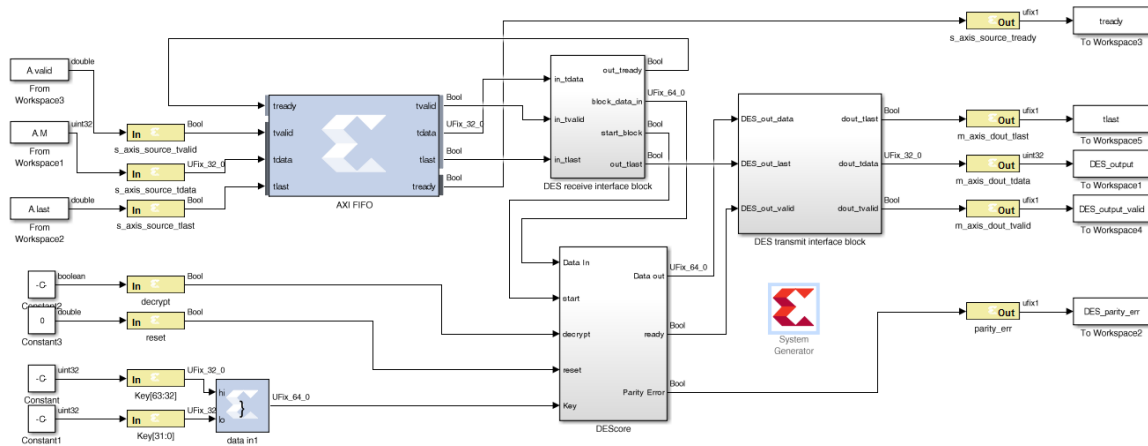 ufix1
Out
tready
s_axis_source_tready
To Workspace3
A.valid
double
From
Workspace3
In
Bool
s_axis_source_tvalid
A.M
uint32
From
Workspace1
In
UFix_32_0
s_axis_source_tdata
A.last
double
From
Workspace2
In
Bool
s_axis_source_tlast
tready
tvalid
tdata
tlast
tvalid
tdata
tlast
tready
AXI FIFO
Bool
UFix_32_0
Bool
Bool
in_tdata
in_tvalid
in_tlast
out_tready
block_data_in
start_block
out_tlast
DES receive interface block
Bool
UFix_64_0
Bool
Bool
DES_out_data
DES_out_last
DES_out_valid
dout_tlast
dout_tdata
dout_tvalid
DES transmit interface block
Bool
UFix_32_0
Bool
Out
ufix1
m_axis_dout_tlast
tlast
To Workspace5
Out
uint32
m_axis_dout_tdata
DES_output
To Workspace1
Out
ufix1
m_axis_dout_tvalid
DES_output_valid
To Workspace4
-C-
boolean
Constant2
In
Bool
decrypt
0
double
Constant3
In
Bool
reset
-C-
uint32
Constant
In
UFix_32_0
Key[63:32]
-C-
uint32
Constant1
In
UFix_32
Key[31:0]
hi
lo
}
data in1
UFix_64_0
Data In
start
decrypt
reset
Key
Data out
ready
Parity Error
DEScore
UFix_64_0
Bool
Bool
System
Generator
Out
ufix1
parity_err
DES_parity_err
To Workspace2